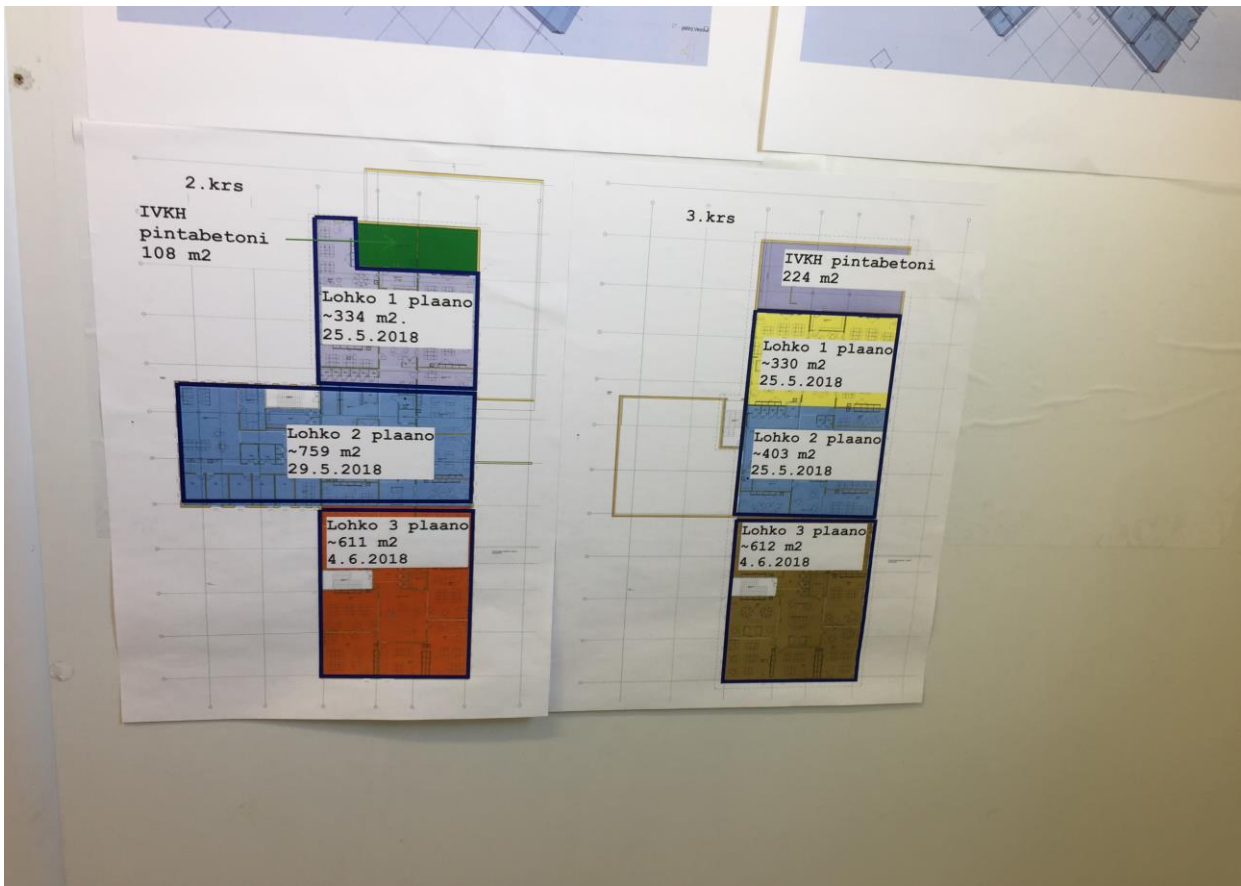 2.krs
IVKH
pintabetoni
108 m2
Lohko 1 plaano
~334 m2.
25.5.2018
Lohko 2 plaano
~759 m2
29.5.2018
Lohko 3 plaano
~611 m2
4.6.2018
3.krs
IVKH pintabetoni
224 m2
Lohko 1 plaano
~330 m2
25.5.2018
Lohko 2 plaano
~403 m2
25.5.2018
Lohko 3 plaano
~612 m2
4.6.2018